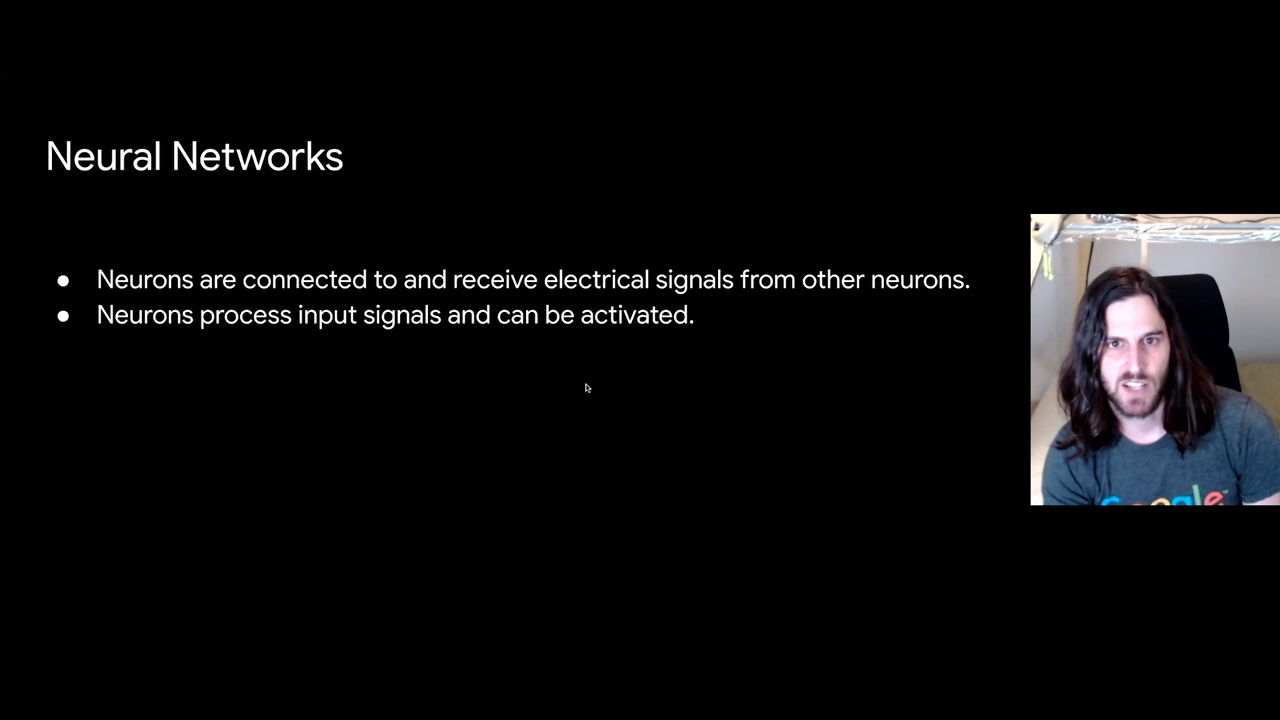 Neural Networks
● Neurons are connected to and receive electrical signals from other neurons.
● Neurons process input signals and can be activated.
Google